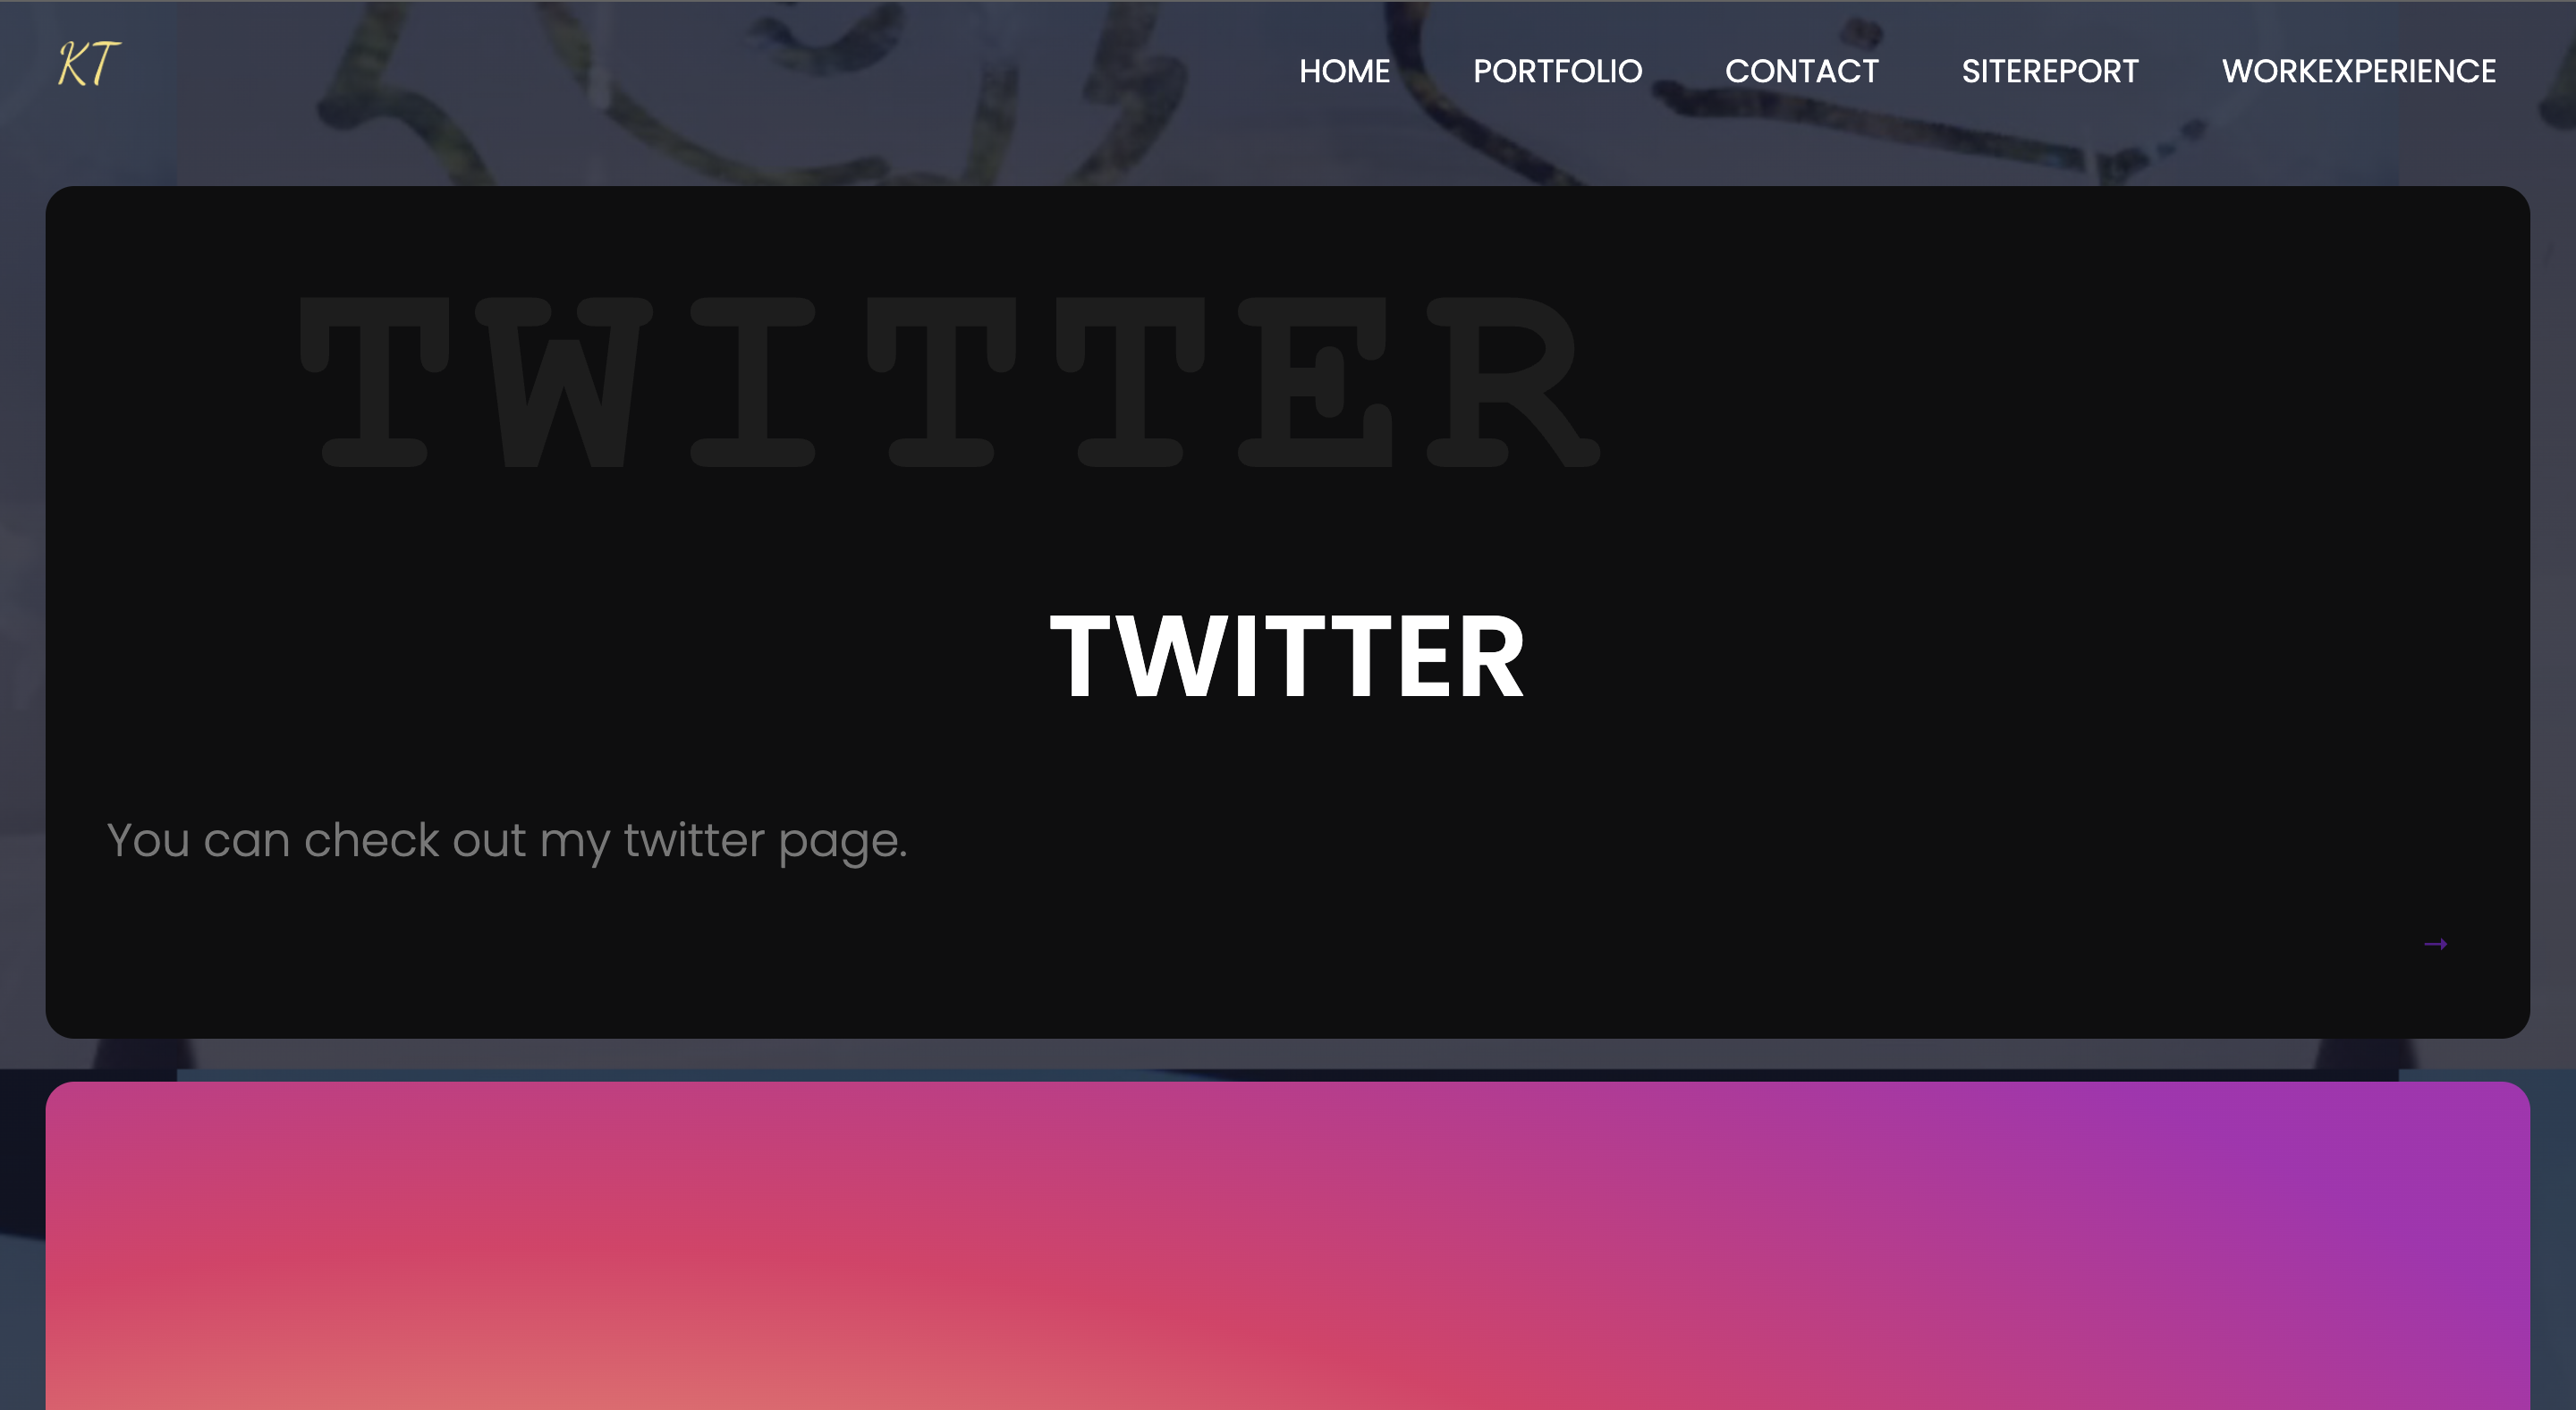 KT
HOME PORTFOLIO CONTACT SITEREPORT WORKEXPERIENCE
TWITTER
TWITTER
You can check out my twitter page.
→